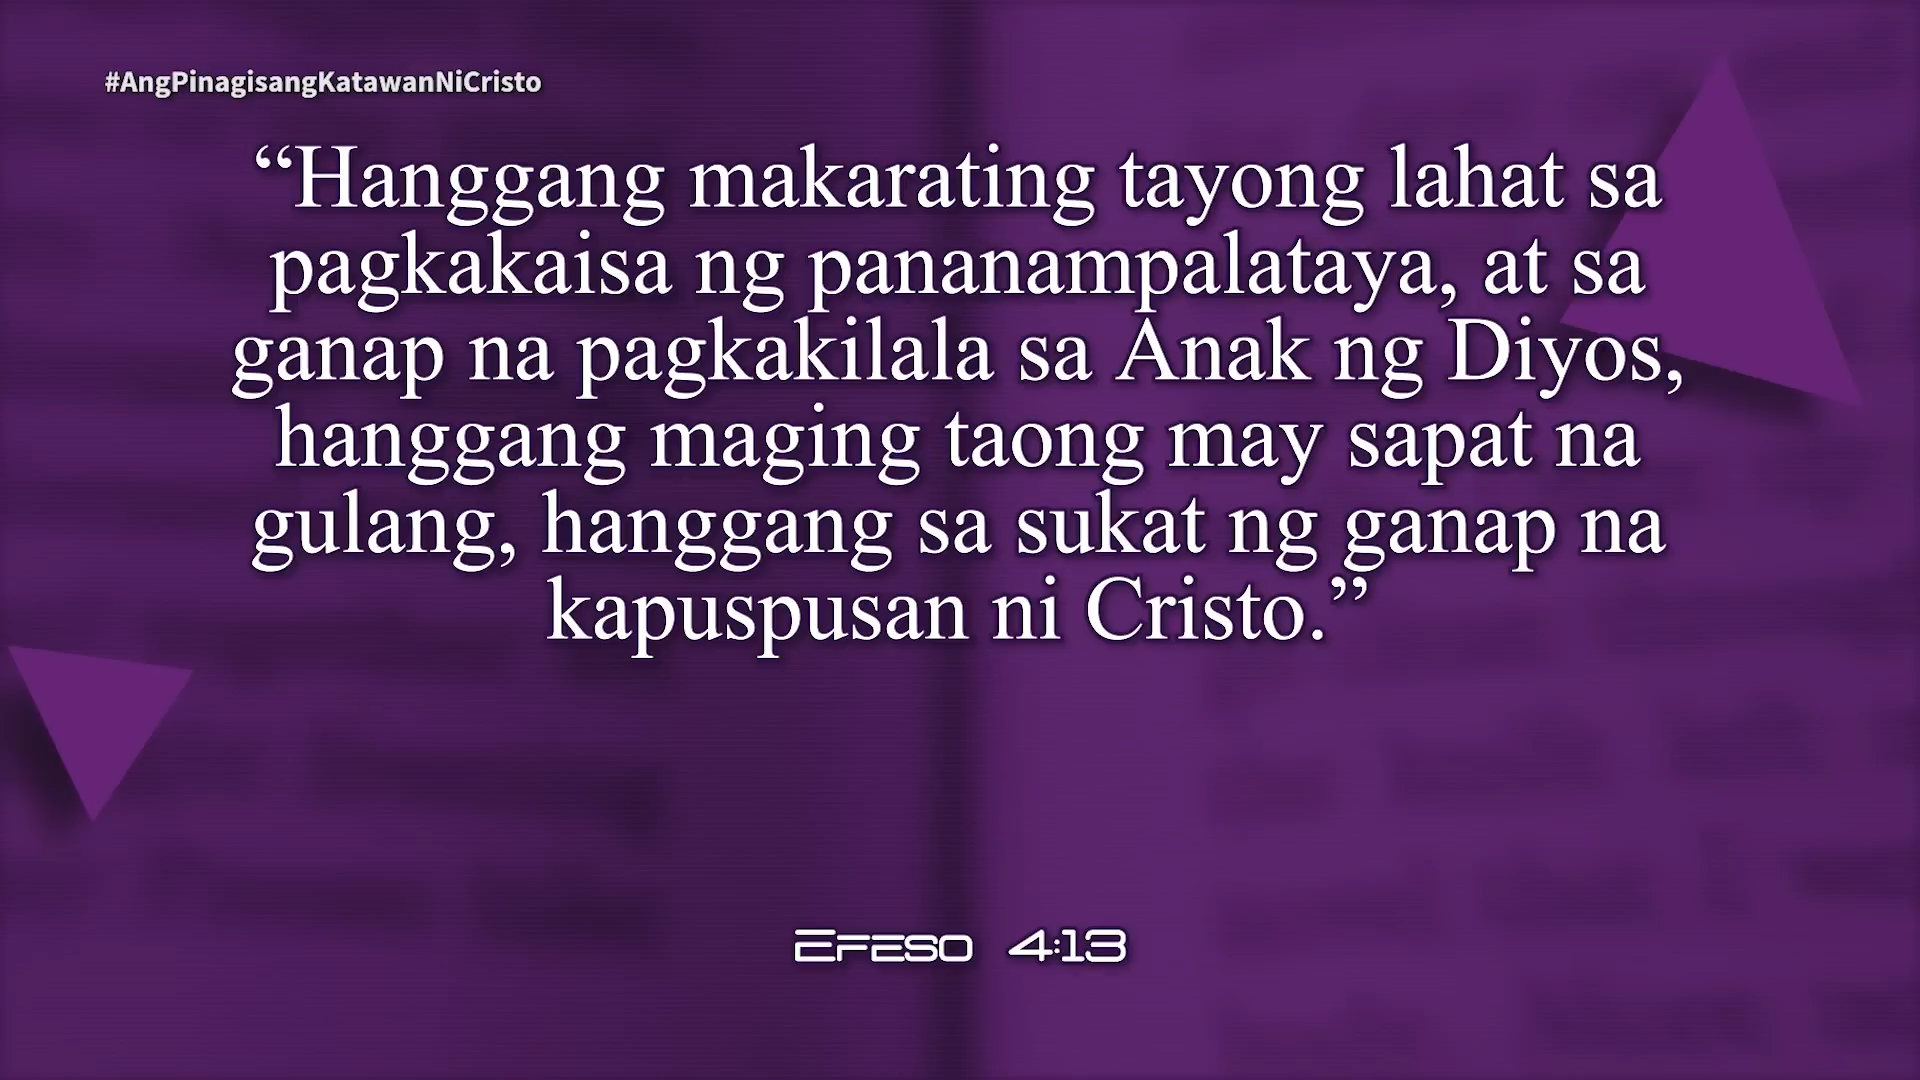 #AngPinagisangKatawanNiCristo
“Hanggang makarating tayong lahat sa
pagkakaisa ng pananampalataya, at sa
ganap na pagkakilala sa Anak ng Diyos,
hanggang maging taong may sapat na
gulang, hanggang sa sukat ng ganap na
kapuspusan ni Cristo.”
Efeso 4:13